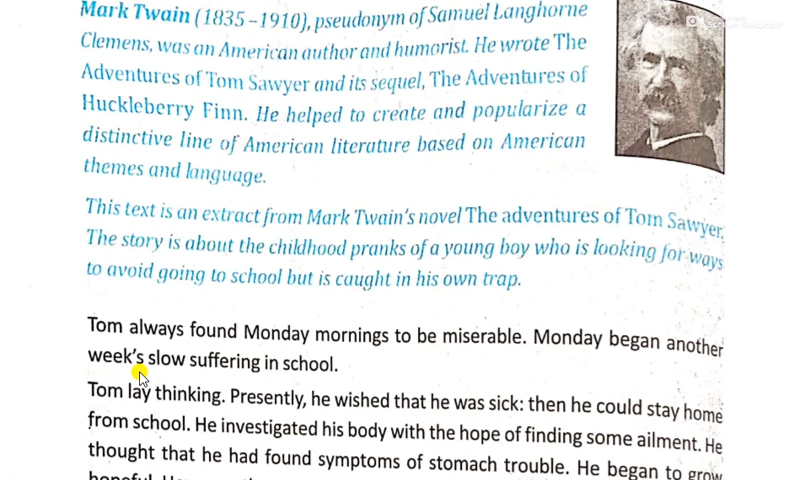 Mark Twain (1835–1910), pseudonym of Samuel Langhorne
Clemens, was an American author and humorist. He wrote The
Adventures of Tom Sawyer and its sequel, The Adventures of
Huckleberry Finn. He helped to create and popularize a
distinctive line of American literature based on American
themes and language.
This text is an extract from Mark Twain's novel The adventures of Tom Sawyer.
The story is about the childhood pranks of a young boy who is looking for ways
to avoid going to school but is caught in his own trap.
Tom always found Monday mornings to be miserable. Monday began another
week's slow suffering in school.
Tom lay thinking. Presently, he wished that he was sick: then he could stay home
from school. He investigated his body with the hope of finding some ailment. He
thought that he had found symptoms of stomach trouble. He began to grow
hopeful.